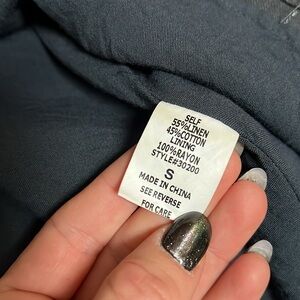 SELF
55%LINEN
45%COTTON
LINING
100%RAYON
STYLE#30200
S
MADE IN CHINA
SEE REVERSE
FOR CARE